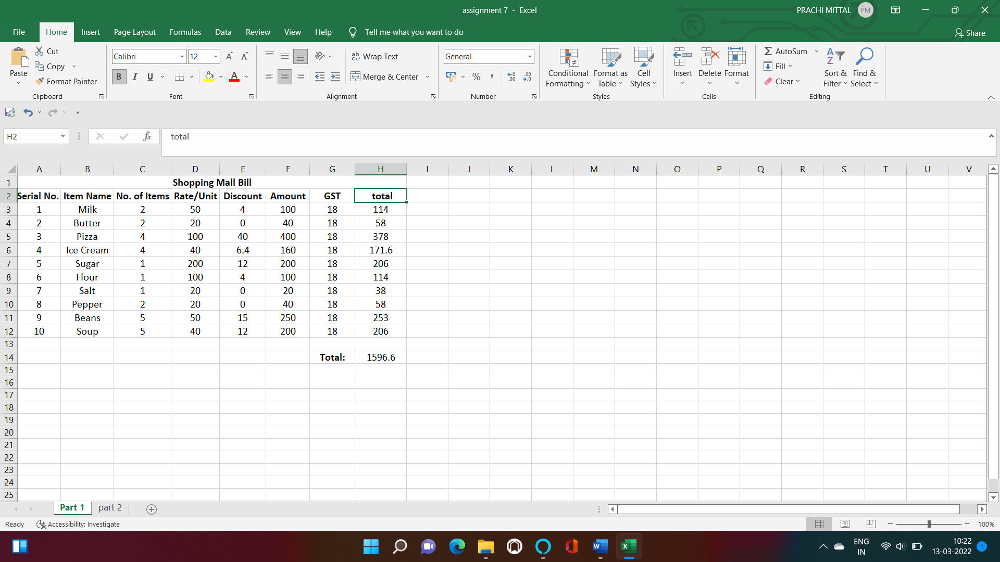 assignment 7 - Excel
PRACHI MITTAL PM
File Home Insert Page Layout Formulas Data Review View Help Tell me what you want to do Share
Paste Cut Copy Format Painter Clipboard
Calibri 12 B I U A Font
Wrap Text Merge & Center Alignment
General % , Number
Conditional Formatting Format as Table Cell Styles Styles
Insert Delete Format Cells
AutoSum Fill Clear Sort & Filter Find & Select Editing
H2 fx total
A B C D E F G H I J K L M N O P Q R S T U V
1 Shopping Mall Bill
2 Serial No. Item Name No. of Items Rate/Unit Discount Amount GST total
3 1 Milk 2 50 4 100 18 114
4 2 Butter 2 20 0 40 18 58
5 3 Pizza 4 100 40 400 18 378
6 4 Ice Cream 4 40 6.4 160 18 171.6
7 5 Sugar 1 200 12 200 18 206
8 6 Flour 1 100 4 100 18 114
9 7 Salt 1 20 0 20 18 38
10 8 Pepper 2 20 0 40 18 58
11 9 Beans 5 50 15 250 18 253
12 10 Soup 5 40 12 200 18 206
13
14 Total: 1596.6
15
16
17
18
19
20
21
22
23
24
25
Part 1 part 2
Ready Accessibility: Investigate 100%
ENG IN 10:22 13-03-2022 1